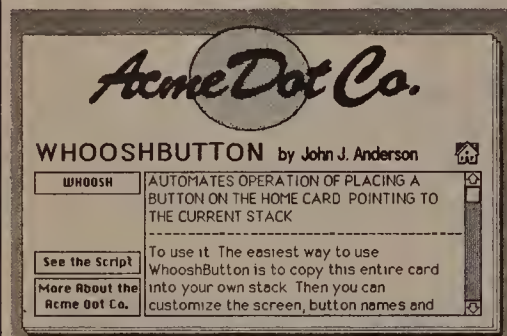 Acme Dot Co.
WHOOSHBUTTON by John J. Anderson
WHOOSH
AUTOMATES OPERATION OF PLACING A
BUTTON ON THE HOME CARD POINTING TO
THE CURRENT STACK
To use it The easiest way to use
WhooshButton is to copy this entire card
into your own stack. Then you can
customize the screen, button names and
See the Script
More About the
Acme Dot Co.